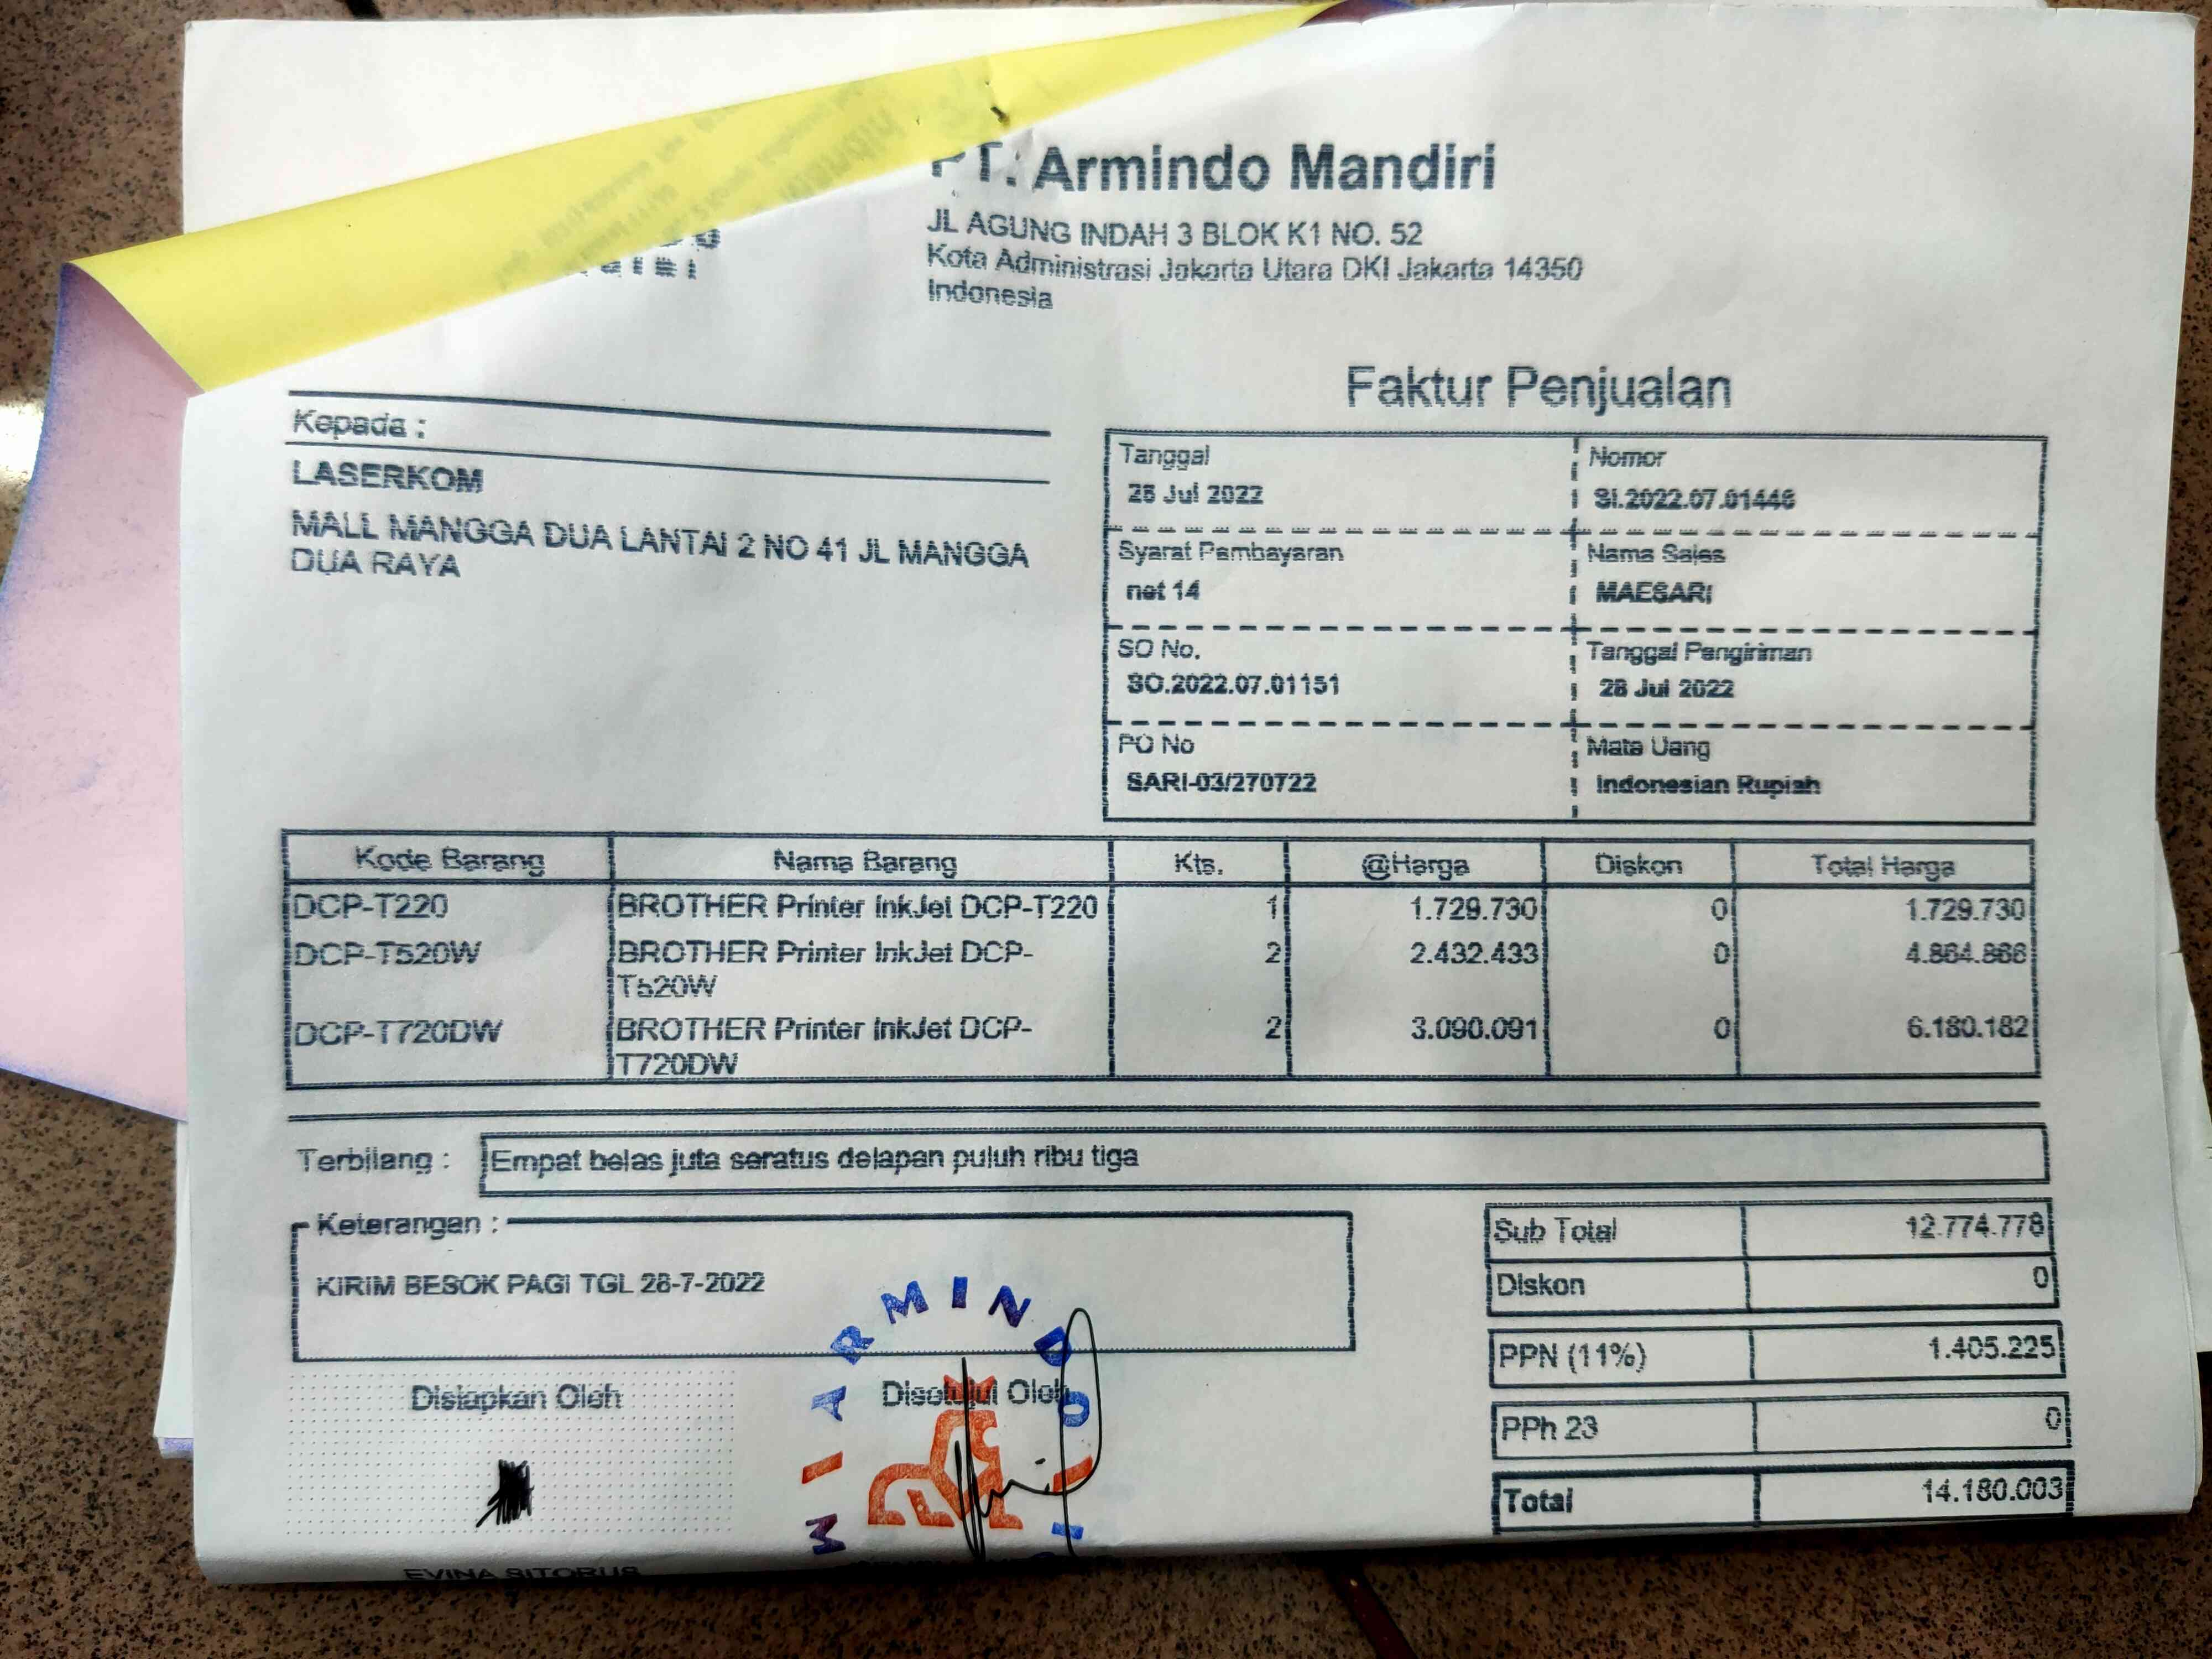 PT. Armindo Mandiri
JL AGUNG INDAH 3 BLOK K1 NO. 52
Kota Administrasi Jakarta Utara DKI Jakarta 14350
Indonesia
Faktur Penjualan
Kepada :
LASERKOM
MALL MANGGA DUA LANTAI 2 NO 41 JL MANGGA
DUA RAYA
Tanggal Nomor
28 Jul 2022 SI.2022.07.01446
Syarat Pembayaran Nama Sales
net 14 MAESARI
SO No. Tanggal Pengiriman
SO.2022.07.01151 28 Jul 2022
PO No Mata Uang
SARI-03/270722 Indonesian Rupiah
Kode Barang Nama Barang Kts. @Harga Diskon Total Harga
DCP-T220 BROTHER Printer InkJet DCP-T220 1 1.729.730 0 1.729.730
DCP-T520W BROTHER Printer InkJet DCP- 2 2.432.433 0 4.864.866
T520W
DCP-T720DW BROTHER Printer InkJet DCP- 2 3.090.091 0 6.180.182
T720DW
Terbilang : Empat belas juta seratus delapan puluh ribu tiga
Keterangan :
KIRIM BESOK PAGI TGL 28-7-2022
Sub Total 12.774.778
Diskon 0
PPN (11%) 1.405.225
PPh 23 0
Total 14.180.003
Disiapkan Oleh Disetujui Oleh
ARMINDO
EVINA SITORUS